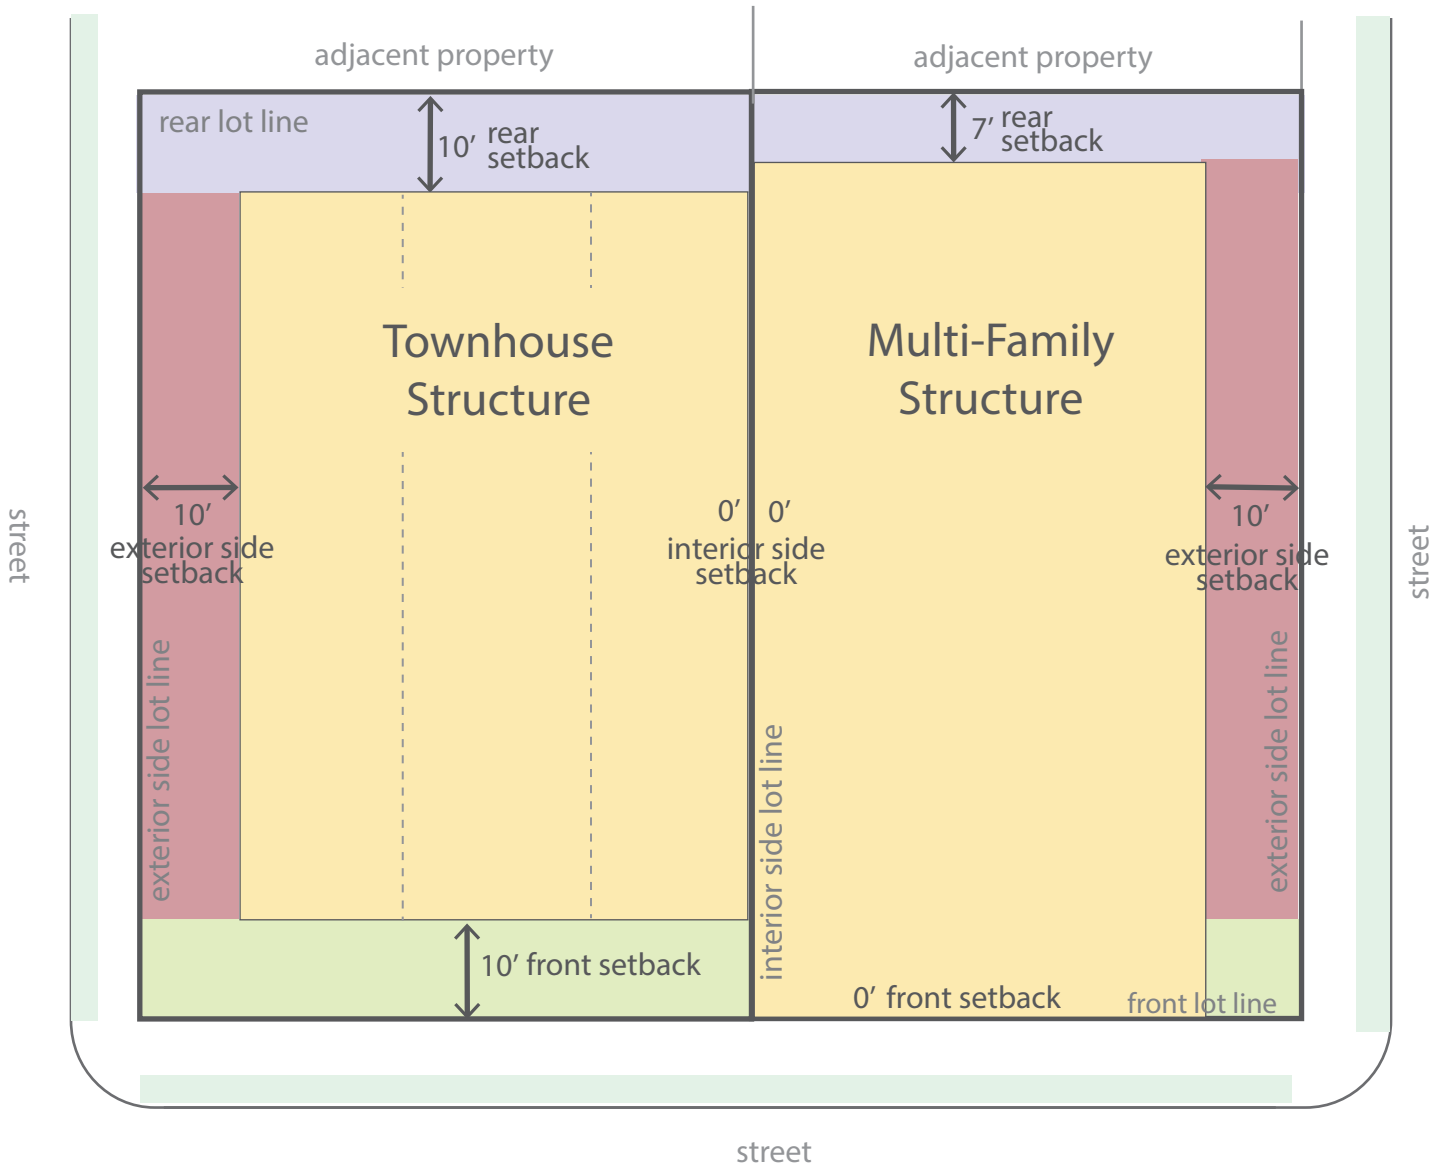 adjacent property
adjacent property
rear lot line
10’ rear
setback
7’ rear
setback
Townhouse
Structure
Multi-Family
Structure
street
10’
exterior side
setback
0’ 0’
interior side
setback
10’
exterior side
setback
street
exterior side lot line
interior side lot line
exterior side lot line
10’ front setback
0’ front setback
front lot line
street